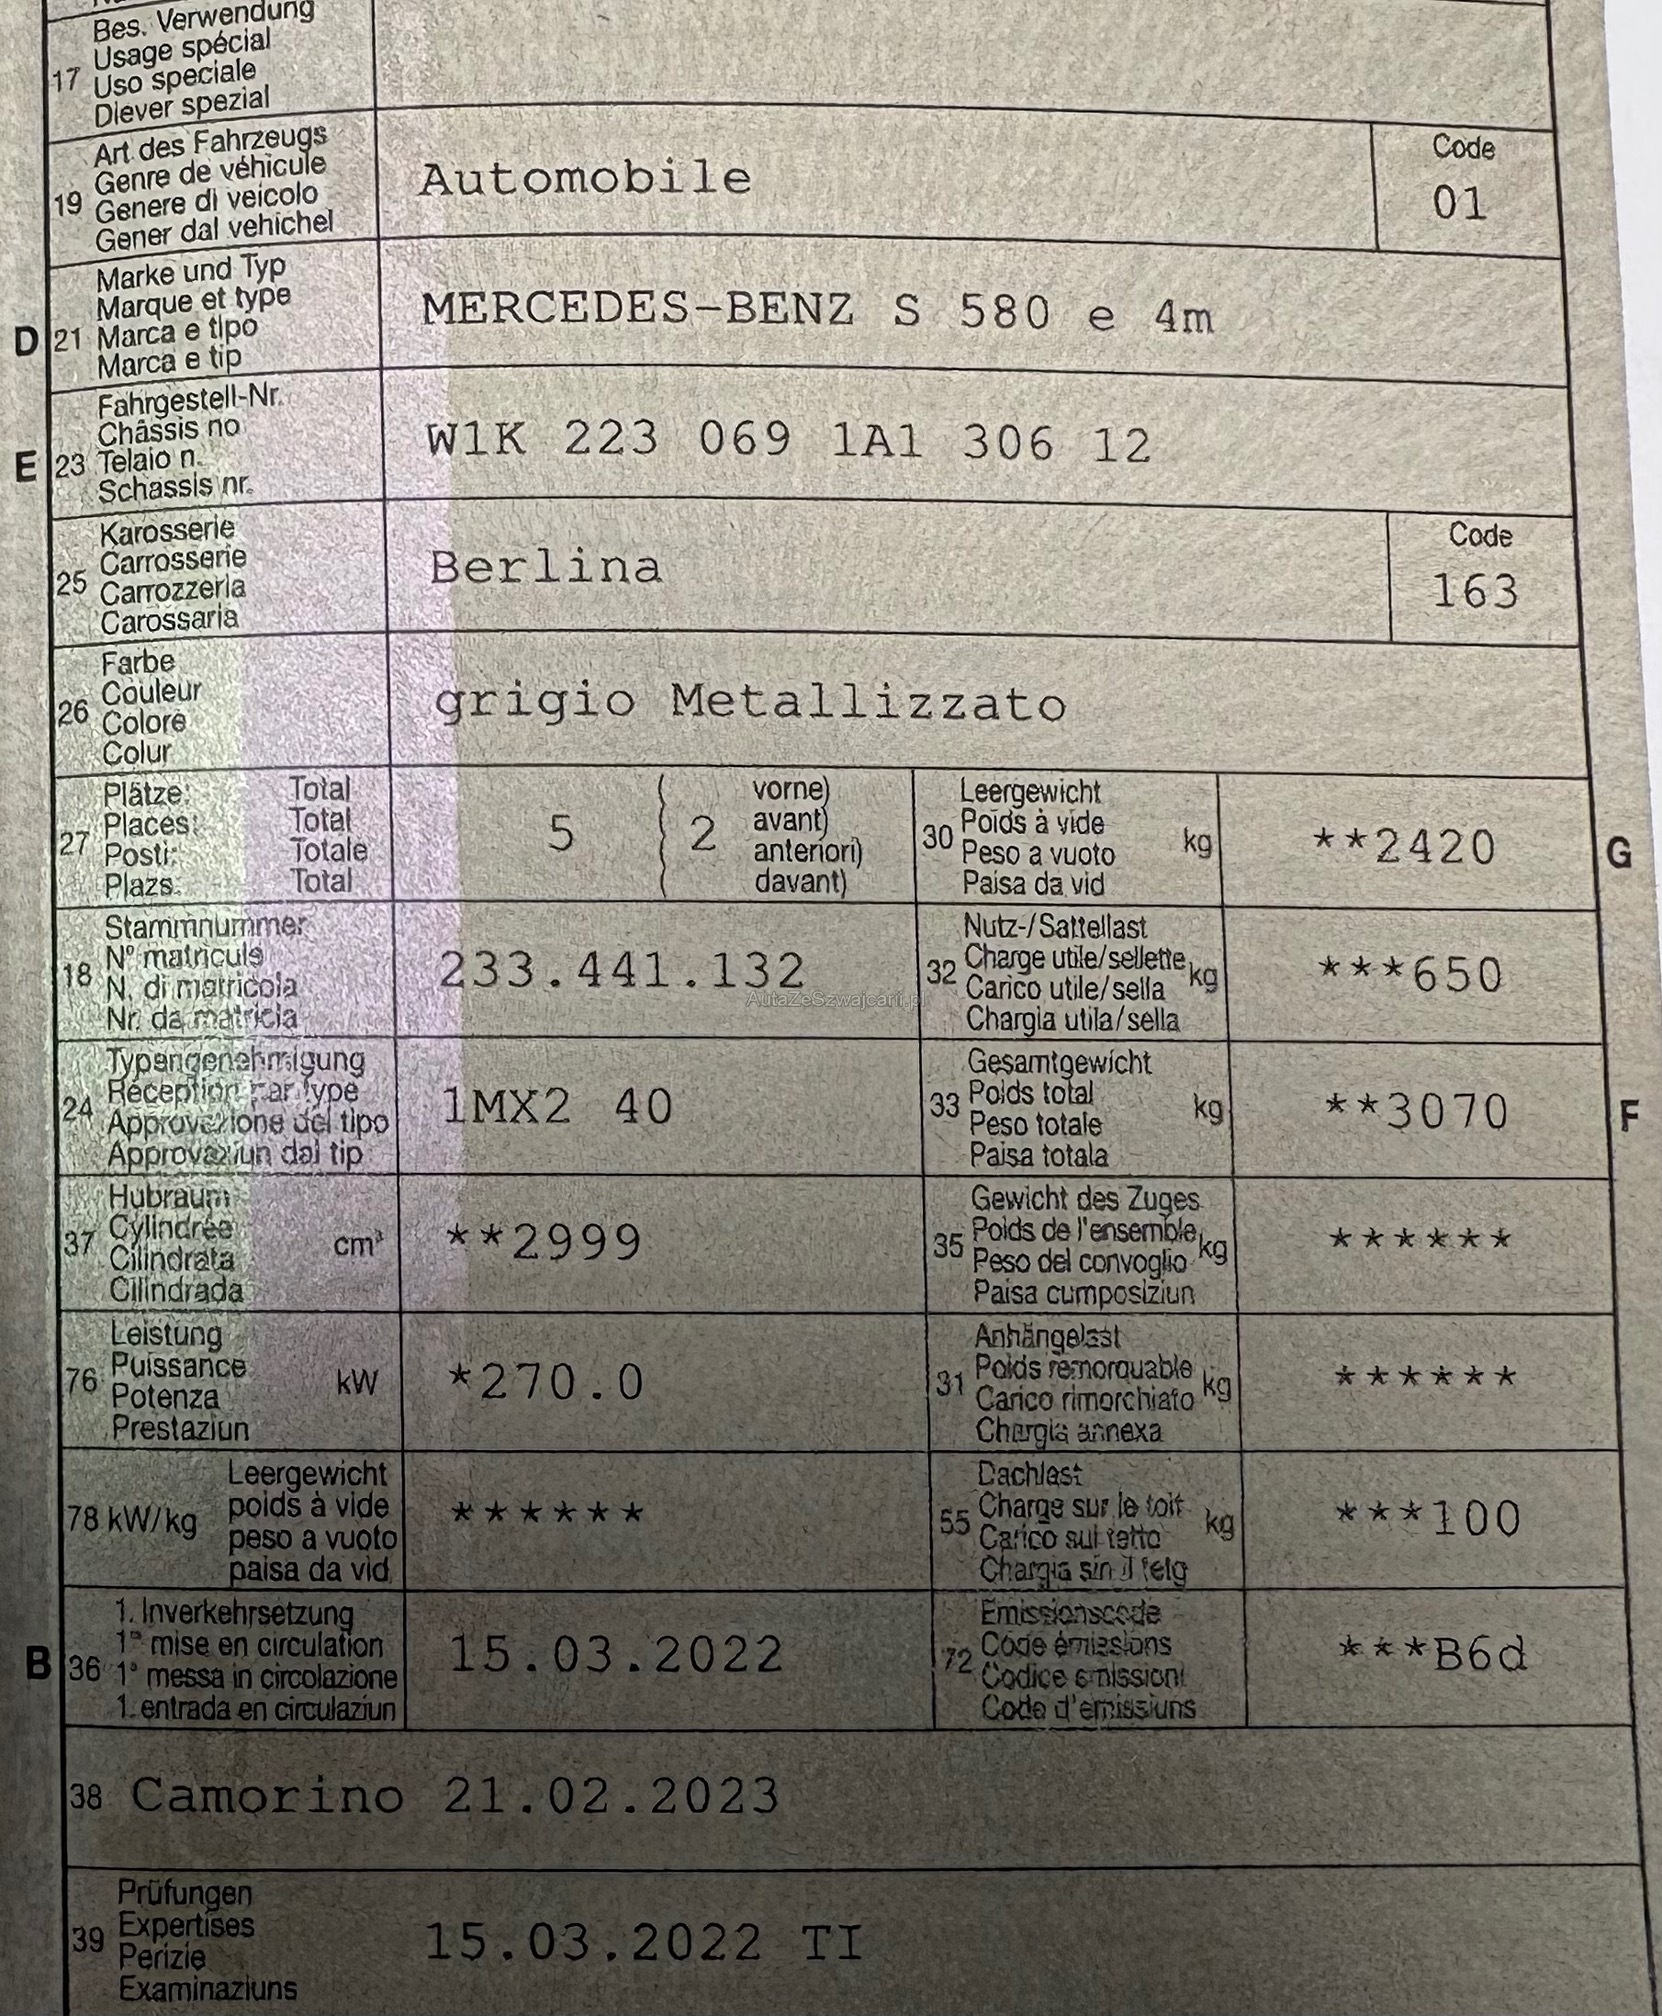 Bes. Verwendung
Usage spécial
17 Uso speciale
Diever spezial
Art des Fahrzeugs
Genre de véhicule
19 Genere di veicolo
Gener dal vehichel
Automobile
Code
01
Marke und Typ
Marque et type
D 21 Marca e tipo
Marca e tip
MERCEDES-BENZ S 580 e 4m
Fahrgestell-Nr.
Châssis no
E 23 Telaio n.
Schassis nr.
W1K 223 069 1A1 306 12
Karosserie
Carrosserie
25 Carrozzeria
Carossaria
Berlina
Code
163
Farbe
Couleur
26 Colore
Colur
grigio Metallizzato
Plätze: Total
Places: Total
27 Posti: Totale
Plazs: Total
5 ( 2 vorne)
avant)
anteriori)
davant)
Leergewicht
30 Poids à vide
Peso a vuoto kg
Paisa da vid
**2420 G
Stammnummer
N° matricule
18 N. di matricola
Nr. da matricla
233.441.132
AutaZeSzwajcarii.pl
Nutz-/Sattellast
32 Charge utile/sellette kg
Carico utile/sella
Chargia utila/sella
***650
Typengenehmigung
Réception par type
24 Approvazione del tipo
Approvaziun dal tip
1MX2 40
Gesamtgewicht
33 Poids total kg
Peso totale
Paisa totala
**3070 F
Hubraum
37 Cylindrée cm³
Cilindrata
Cilindrada
**2999
Gewicht des Zuges
35 Poids de l'ensemble kg
Peso del convoglio
Paisa cumposiziun
******
Leistung
76 Puissance kW
Potenza
Prestaziun
*270.0
Anhängelast
31 Poids remorquable kg
Carico rimorchiato
Chargia annexa
******
Leergewicht
78 kW/kg poids à vide
peso a vuoto
paisa da vid
******
Dachlast
55 Charge sur le toit kg
Carico sul tetto
Chargia sin il tetg
***100
1. Inverkehrsetzung
1ʳᵉ mise en circulation
B 36 1ª messa in circolazione
1. entrada en circulaziun
15.03.2022
Emissionscode
72 Code émissions
Codice emissioni
Code d'emissiuns
***B6d
38 Camorino 21.02.2023
Prüfungen
39 Expertises
Perizie
Examinaziuns
15.03.2022 TI